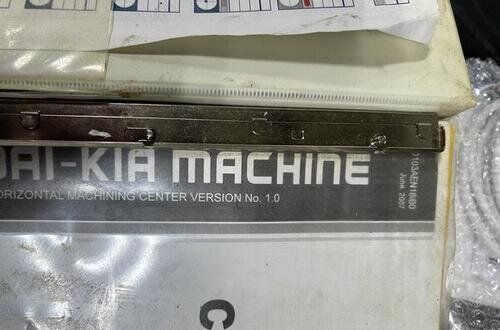 DAI-KIA MACHINE
ORIZONTAL MACHINING CENTER VERSION No. 1.0
June. 2007
C